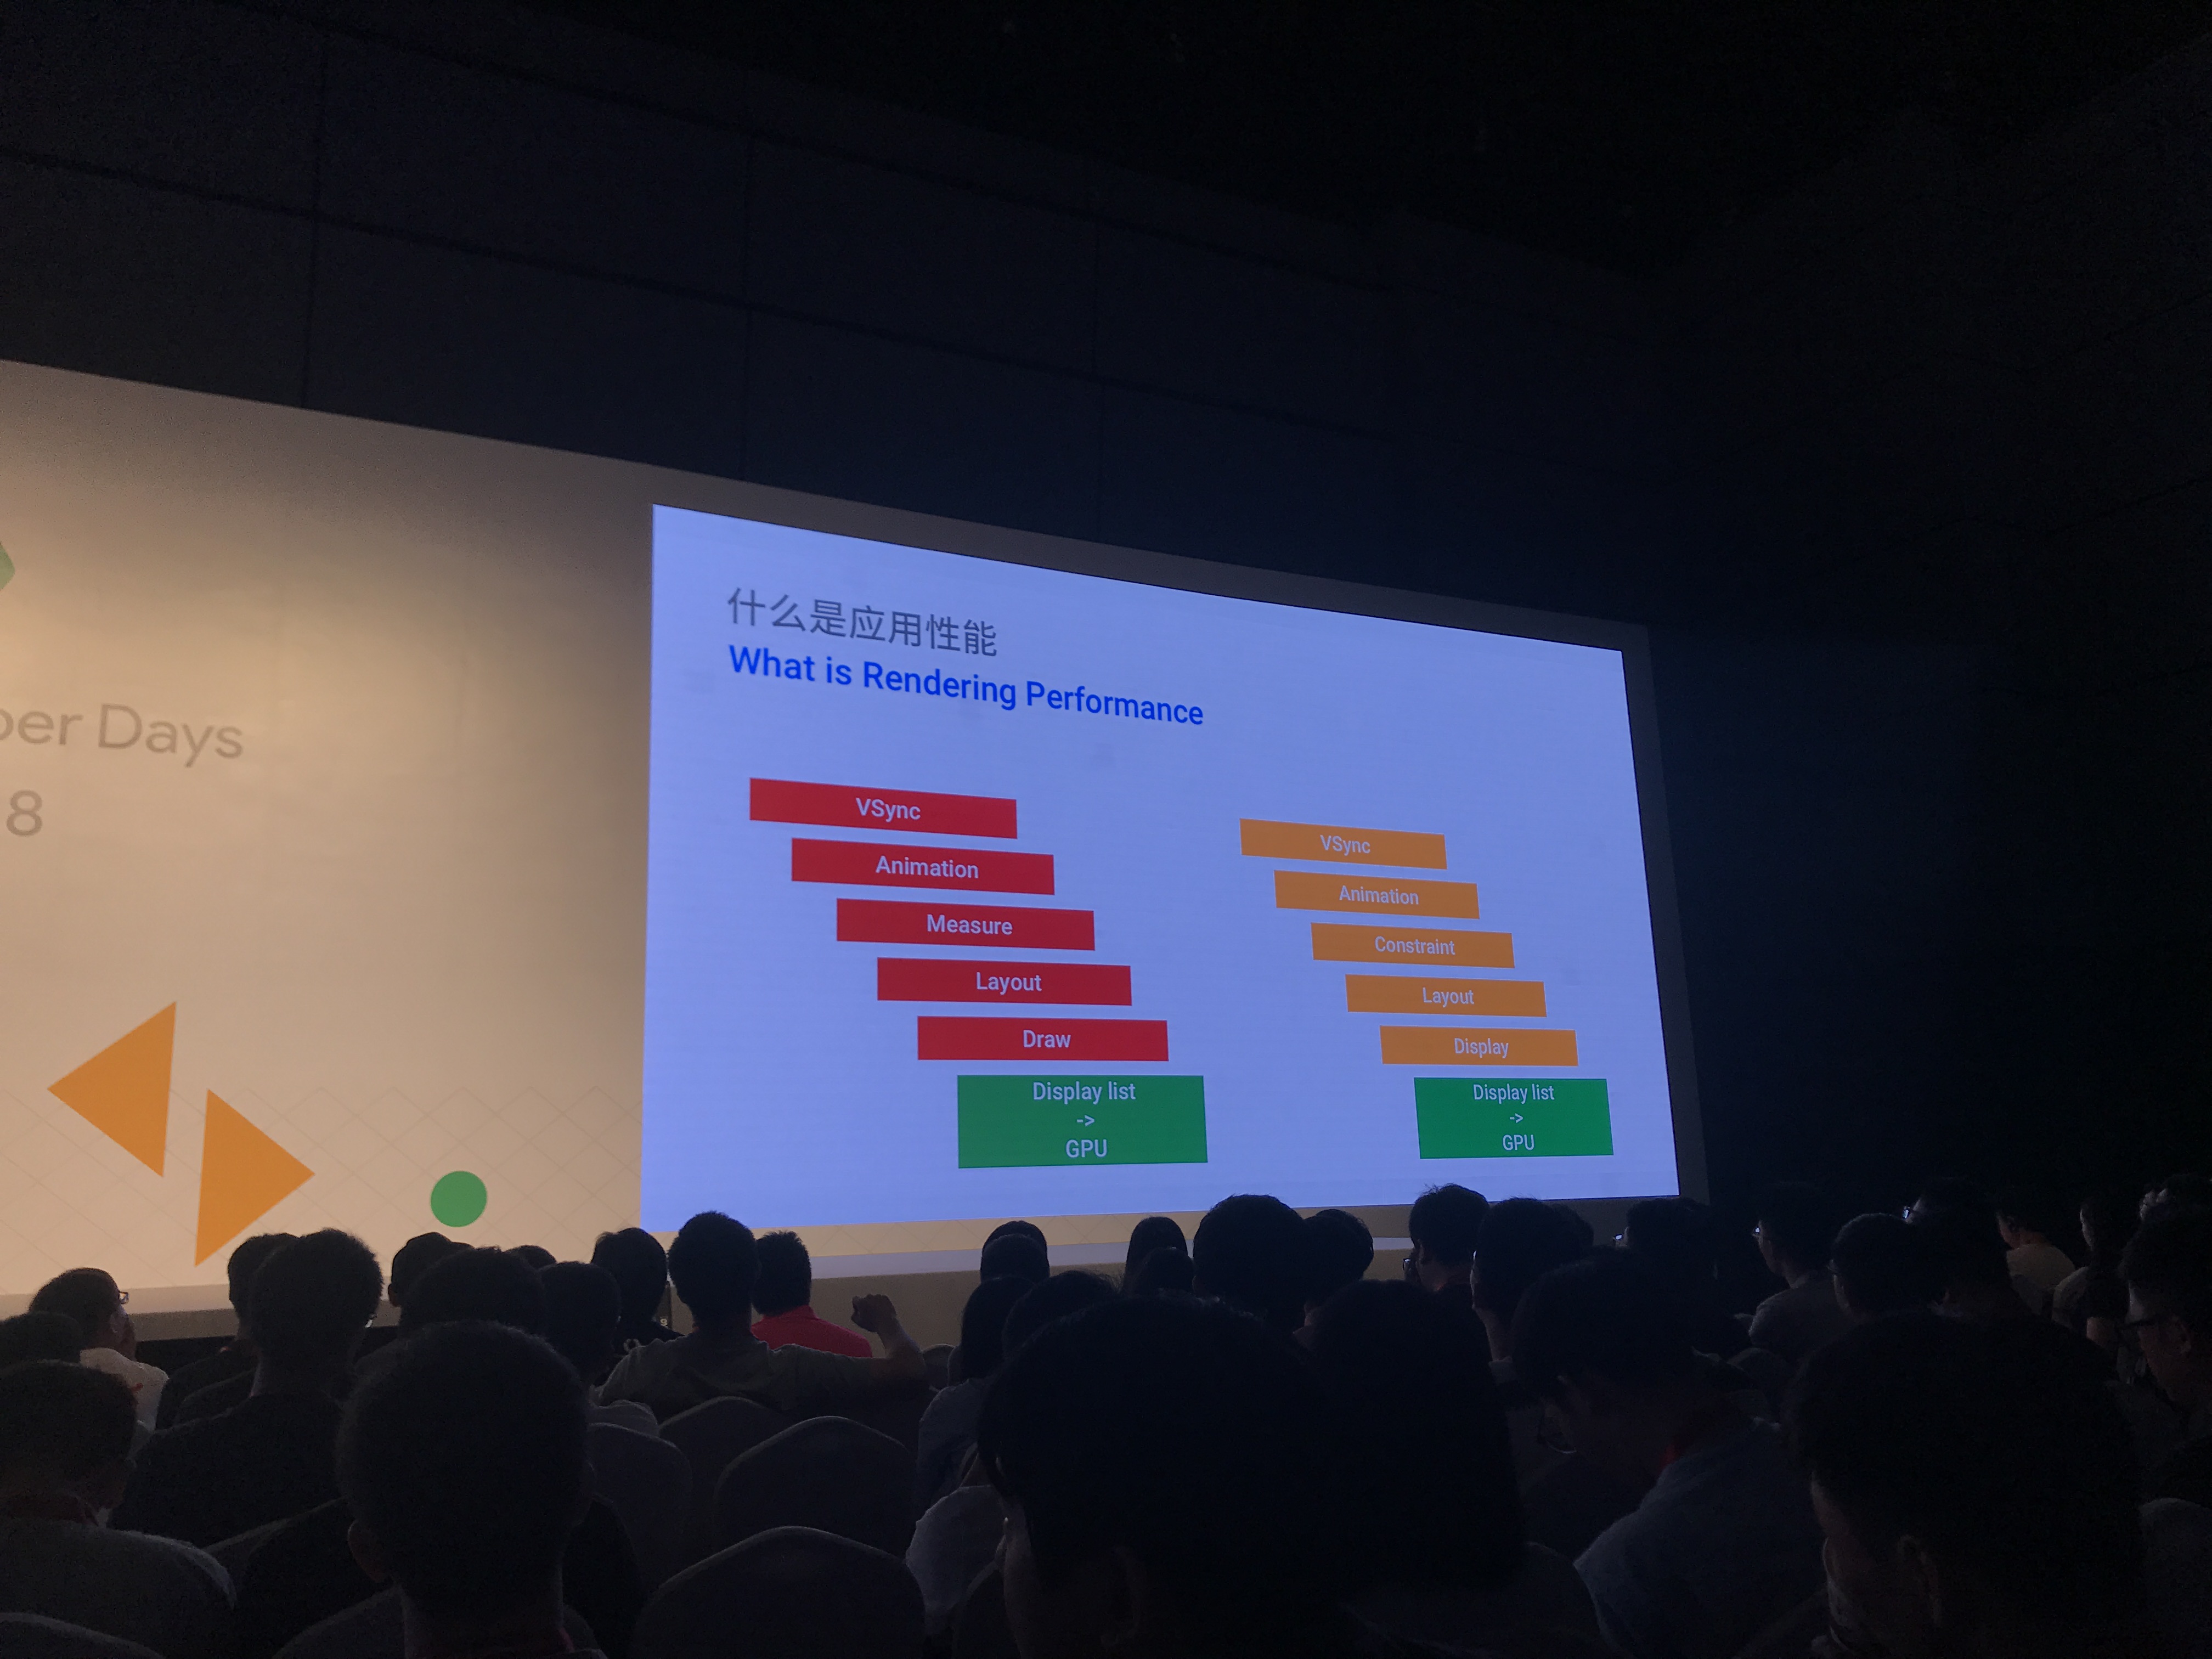 Days
8
什么是应用性能
What is Rendering Performance
VSync
Animation
Measure
Layout
Draw
Display list
->
GPU
VSync
Animation
Constraint
Layout
Display
Display list
->
GPU